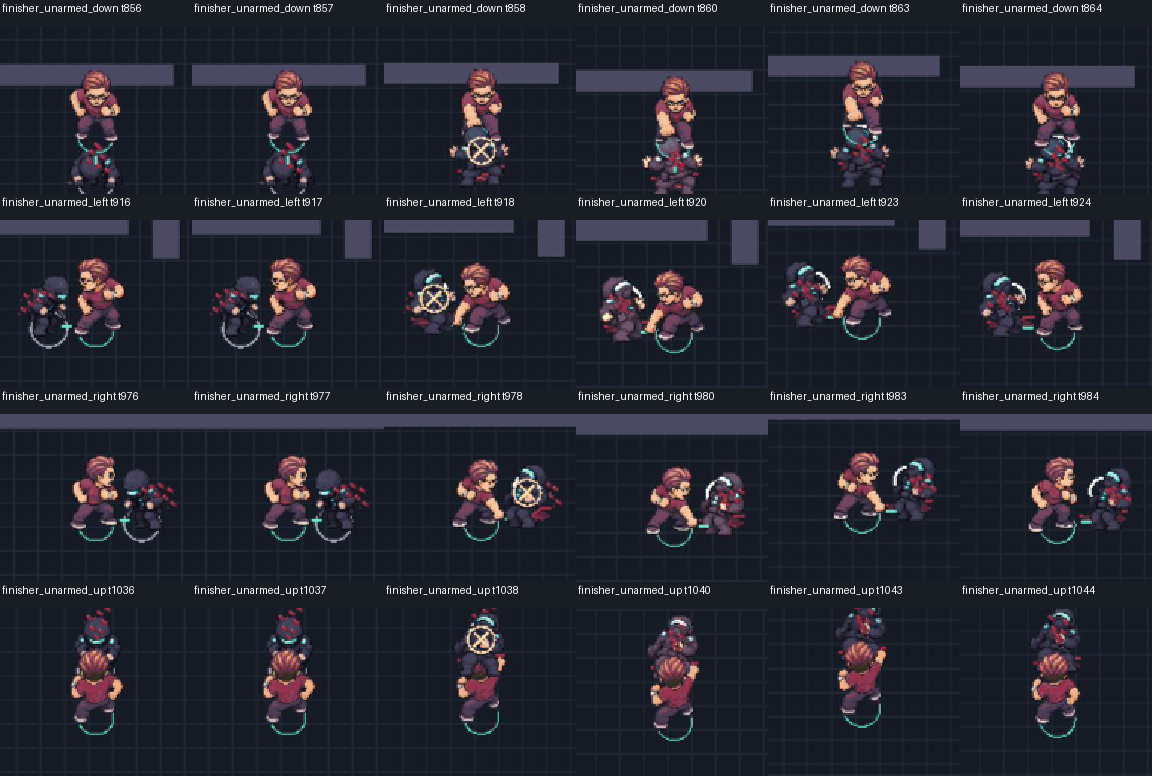 finisher_unarmed_down t856
finisher_unarmed_down t857
finisher_unarmed_down t858
finisher_unarmed_down t860
finisher_unarmed_down t863
finisher_unarmed_down t864
finisher_unarmed_left t916
finisher_unarmed_left t917
finisher_unarmed_left t918
finisher_unarmed_left t920
finisher_unarmed_left t923
finisher_unarmed_left t924
finisher_unarmed_right t976
finisher_unarmed_right t977
finisher_unarmed_right t978
finisher_unarmed_right t980
finisher_unarmed_right t983
finisher_unarmed_right t984
finisher_unarmed_up t1036
finisher_unarmed_up t1037
finisher_unarmed_up t1038
finisher_unarmed_up t1040
finisher_unarmed_up t1043
finisher_unarmed_up t1044